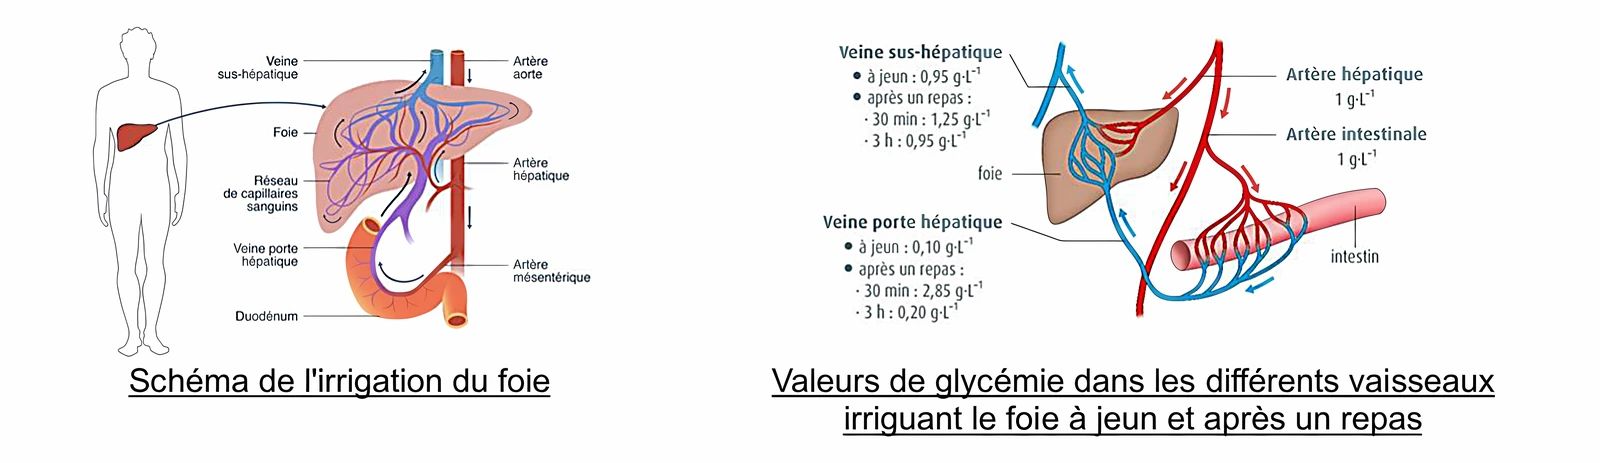 Veine
sus-hépatique
Foie
Réseau
de capillaires
sanguins
Veine porte
hépatique
Duodénum
Artère
aorte
Artère
hépatique
Artère
mésentérique
Schéma de l'irrigation du foie
Veine sus-hépatique
• à jeun : 0,95 g·L⁻¹
• après un repas :
· 30 min : 1,25 g·L⁻¹
· 3 h : 0,95 g·L⁻¹
foie
Veine porte hépatique
• à jeun : 0,10 g·L⁻¹
• après un repas :
· 30 min : 2,85 g·L⁻¹
· 3 h : 0,20 g·L⁻¹
Artère hépatique
1 g·L⁻¹
Artère intestinale
1 g·L⁻¹
intestin
Valeurs de glycémie dans les différents vaisseaux
irriguant le foie à jeun et après un repas